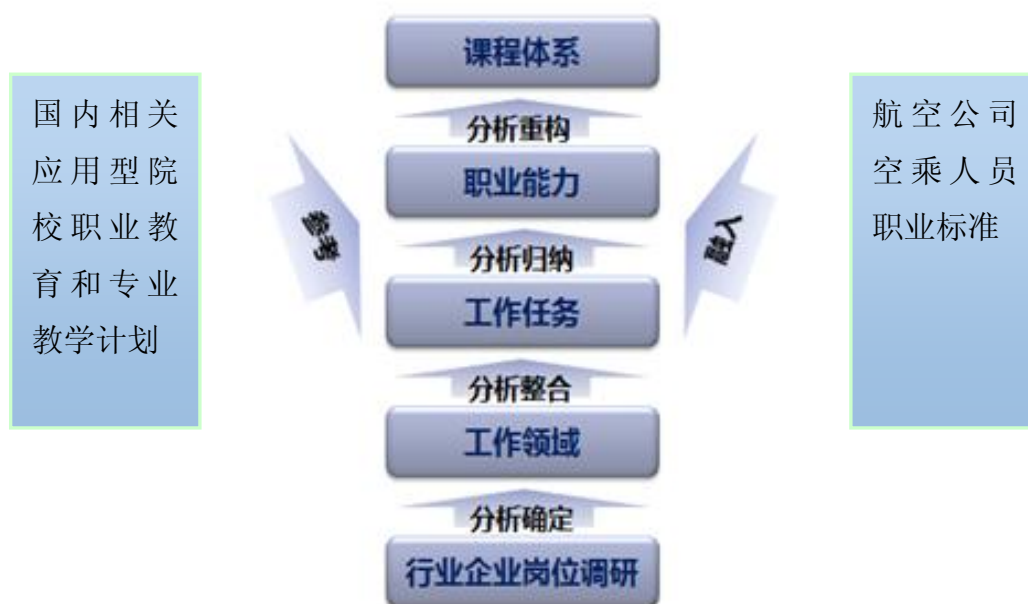 国内相关
应用型院
校职业教
育和专业
教学计划
参考
课程体系
分析重构
职业能力
分析归纳
工作任务
分析整合
工作领域
分析确定
行业企业岗位调研
融入
航空公司
空乘人员
职业标准